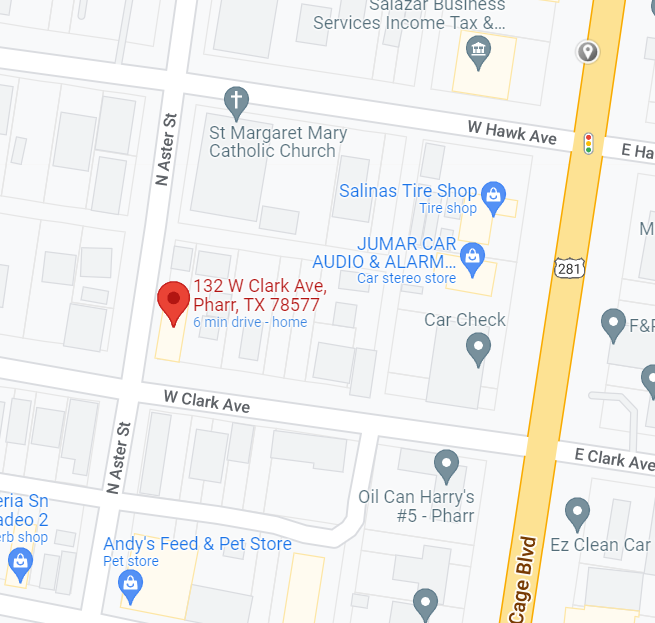 Salazar Business
Services Income Tax &...
N Aster St
St Margaret Mary
Catholic Church
W Hawk Ave
E Ha
Salinas Tire Shop
Tire shop
JUMAR CAR
AUDIO & ALARM...
Car stereo store
281
M
132 W Clark Ave,
Pharr, TX 78577
6 min drive - home
Car Check
F&F
W Clark Ave
N Aster St
E Clark Ave
Oil Can Harry's
#5 - Pharr
eria Sn
adeo 2
erb shop
Andy's Feed & Pet Store
Pet store
Ez Clean Car
Cage Blvd